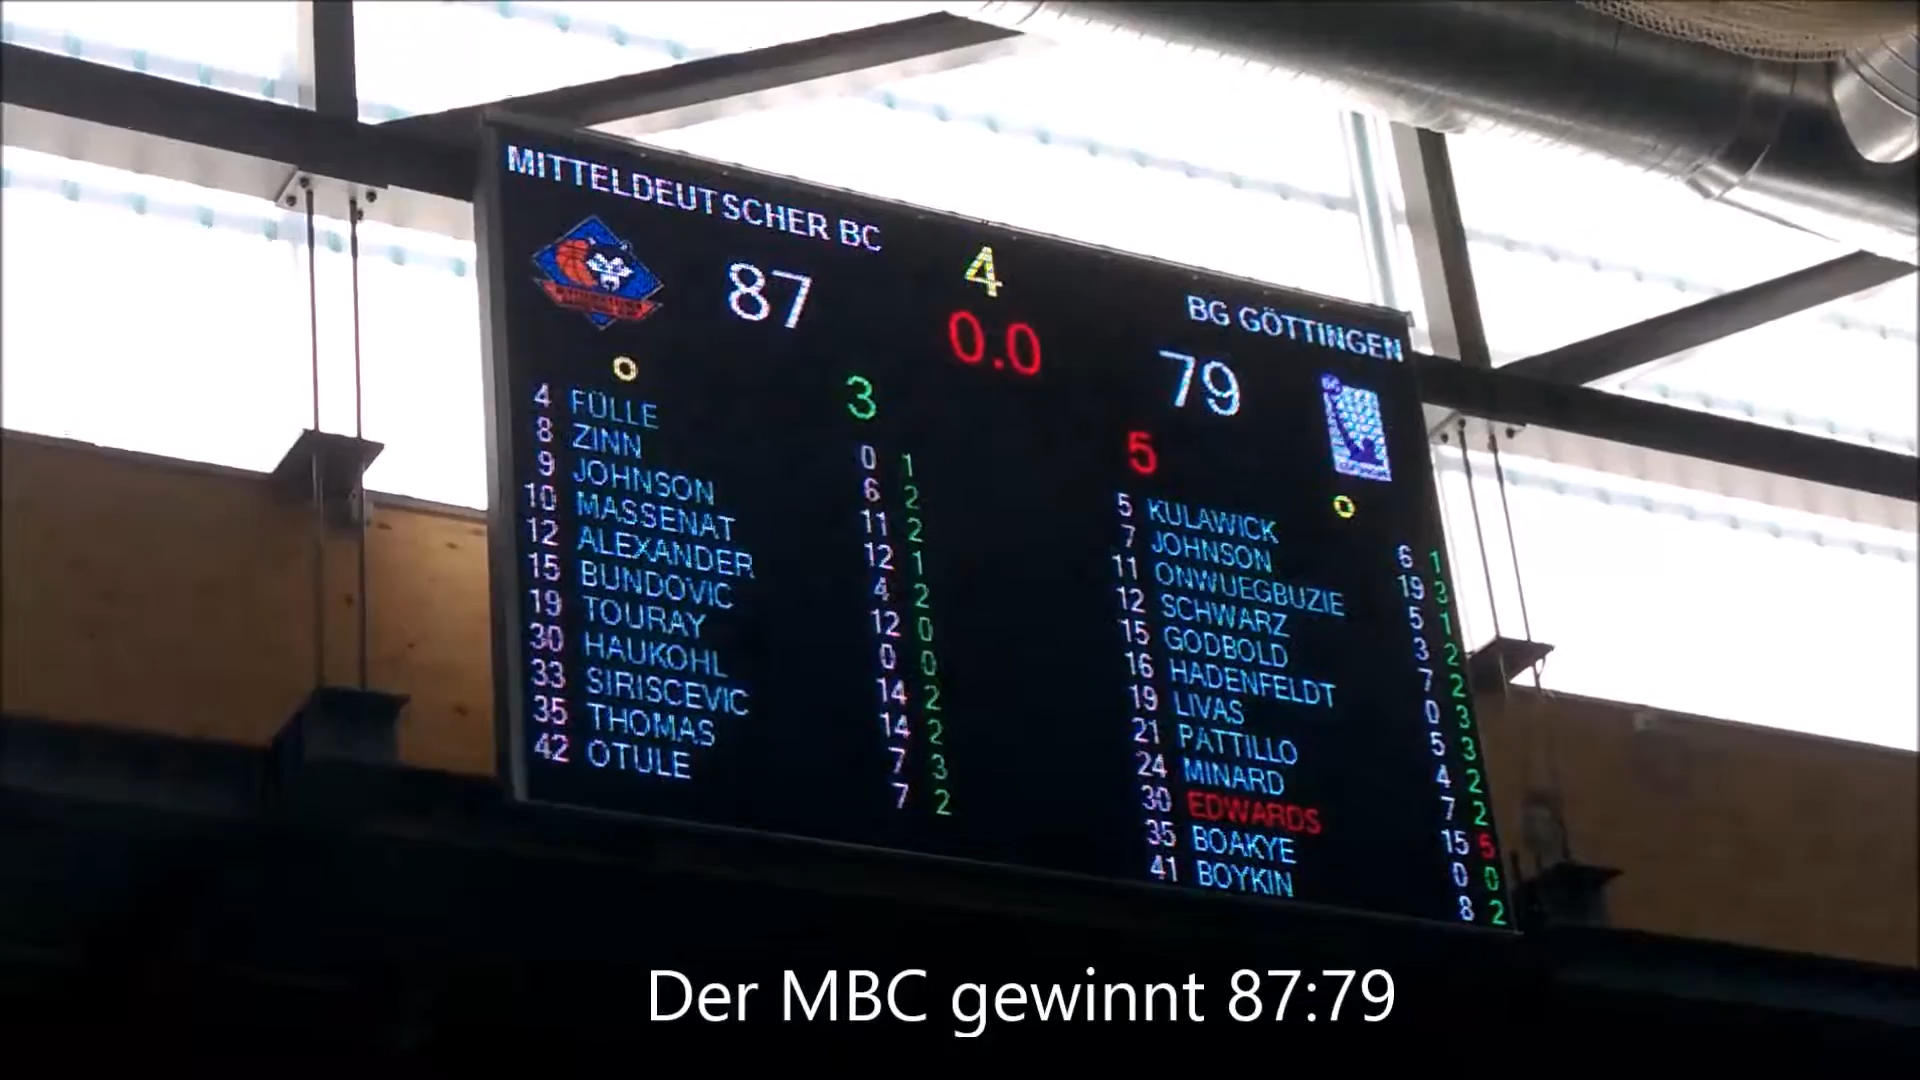 MITTELDEUTSCHER BC
87
4
0.0
BG GÖTTINGEN
79
3
5
4 FÜLLE 0 1
8 ZINN 6 2
9 JOHNSON 11 2
10 MASSENAT 12 1
12 ALEXANDER 4 2
15 BUNDOVIC 12 0
19 TOURAY 0 0
30 HAUKOHL 14 2
33 SIRISCEVIC 14 2
35 THOMAS 7 3
42 OTULE 7 2
5 KULAWICK 6 1
7 JOHNSON 19 3
11 ONWUEGBUZIE 5 1
12 SCHWARZ 3 2
15 GODBOLD 7 2
16 HADENFELDT 0 3
19 LIVAS 5 3
21 PATTILLO 4 2
24 MINARD 7 2
30 EDWARDS 15 5
35 BOAKYE 0 0
41 BOYKIN 8 2
Der MBC gewinnt 87:79